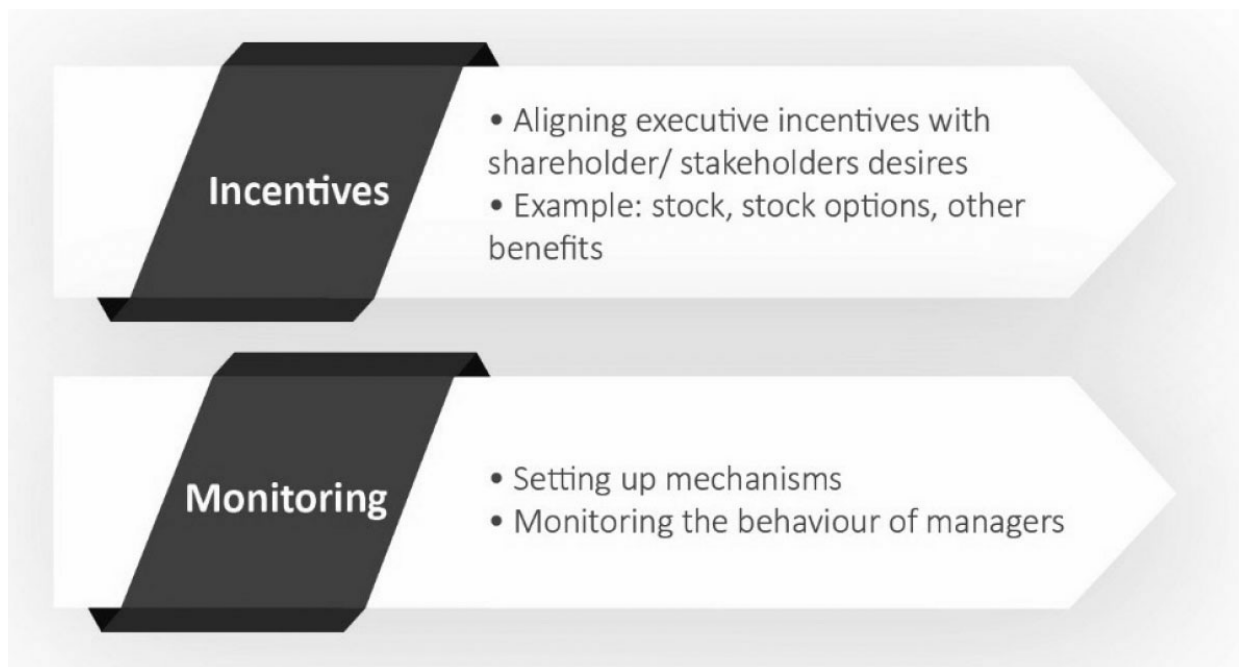 Incentives
• Aligning executive incentives with
shareholder/ stakeholders desires
• Example: stock, stock options, other
benefits
Monitoring
• Setting up mechanisms
• Monitoring the behaviour of managers